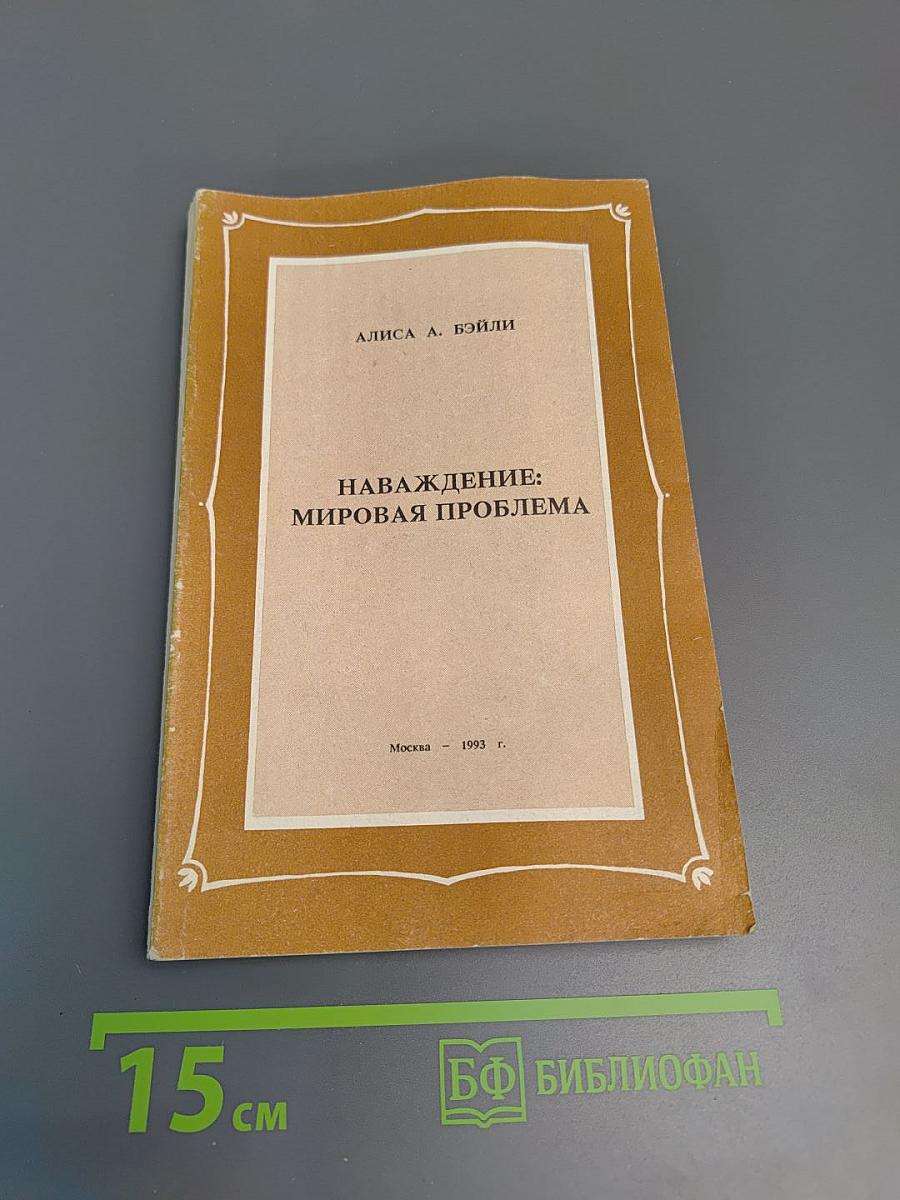 АЛИСА А. БЭЙЛИ
НАВАЖДЕНИЕ:
МИРОВАЯ ПРОБЛЕМА
Москва – 1993 г.
15 см
БФ БИБЛИОФАН